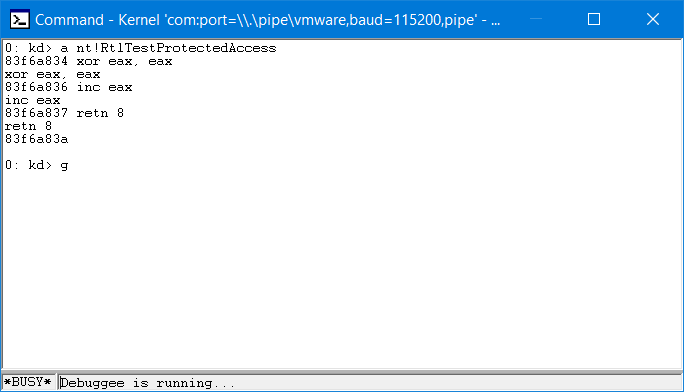 Command - Kernel 'com:port=\\.\pipe\vmware,baud=115200,pipe' - ...
0: kd> a nt!RtlTestProtectedAccess
83f6a834 xor eax, eax
xor eax, eax
83f6a836 inc eax
inc eax
83f6a837 retn 8
retn 8
83f6a83a
0: kd> g
*BUSY* Debuggee is running...